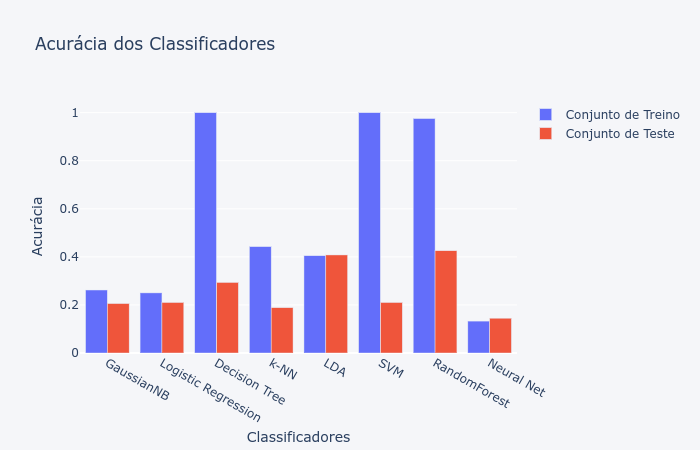 Acurácia dos Classificadores
Conjunto de Treino
Conjunto de Teste
Acurácia
1
0.8
0.6
0.4
0.2
0
GaussianNB
Logistic Regression
Decision Tree
k-NN
LDA
SVM
RandomForest
Neural Net
Classificadores